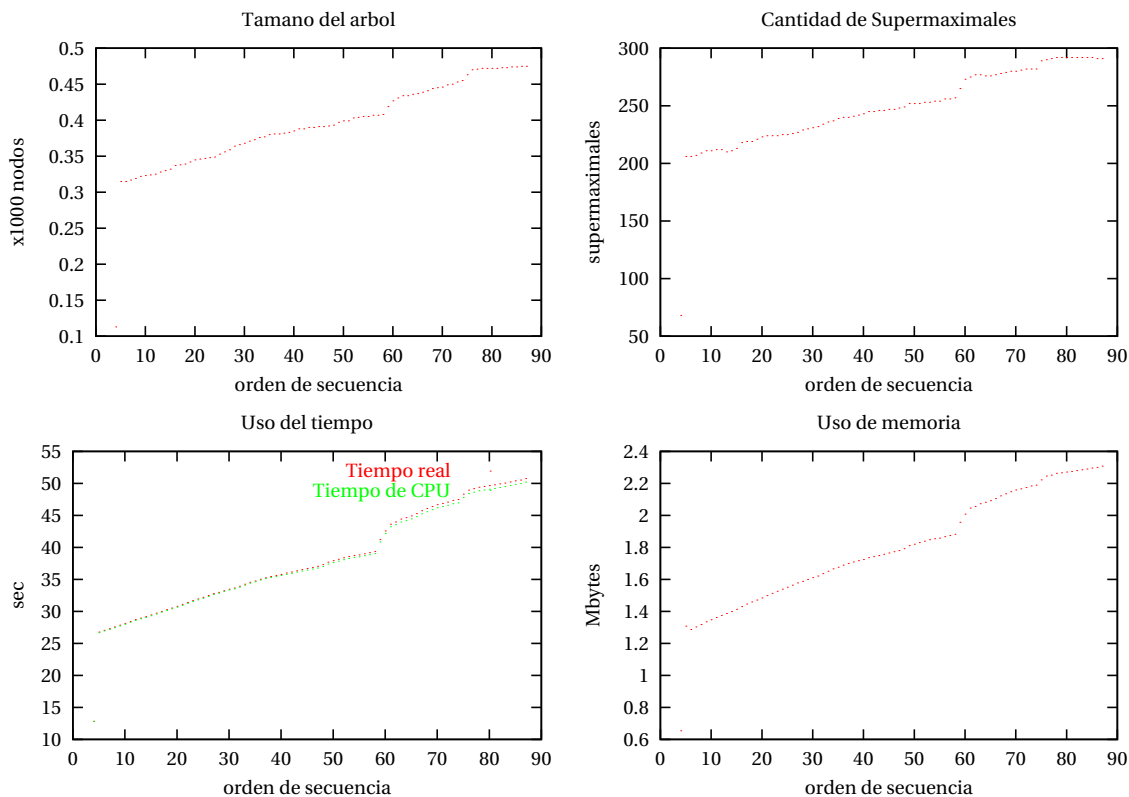 Tamano del arbol
0.5
0.45
0.4
0.35
0.3
0.25
0.2
0.15
0.1
x1000 nodos
0 10 20 30 40 50 60 70 80 90
orden de secuencia
Cantidad de Supermaximales
300
250
200
150
100
50
supermaximales
0 10 20 30 40 50 60 70 80 90
orden de secuencia
Uso del tiempo
55
50
45
40
35
30
25
20
15
10
sec
Tiempo real
Tiempo de CPU
0 10 20 30 40 50 60 70 80 90
orden de secuencia
Uso de memoria
2.4
2.2
2
1.8
1.6
1.4
1.2
1
0.8
0.6
Mbytes
0 10 20 30 40 50 60 70 80 90
orden de secuencia